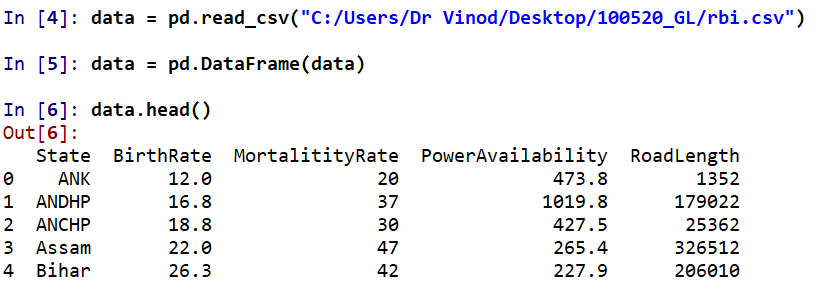 In [4]: data = pd.read_csv("C:/Users/Dr Vinod/Desktop/100520_GL/rbi.csv")
In [5]: data = pd.DataFrame(data)
In [6]: data.head()
Out[6]:
State BirthRate MortalitityRate PowerAvailability RoadLength
0 ANK 12.0 20 473.8 1352
1 ANDHP 16.8 37 1019.8 179022
2 ANCHP 18.8 30 427.5 25362
3 Assam 22.0 47 265.4 326512
4 Bihar 26.3 42 227.9 206010